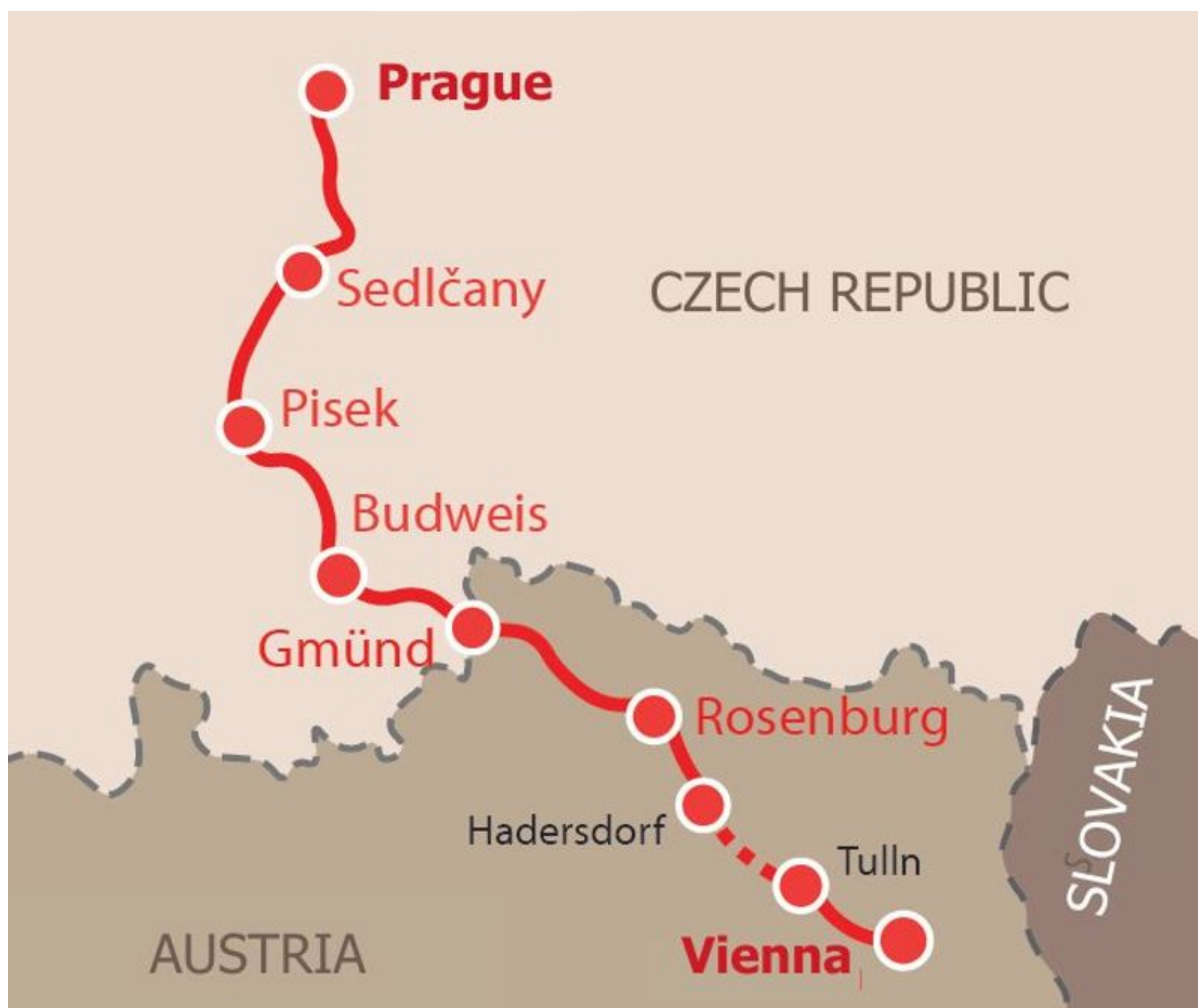 Prague
Sedlčany
CZECH REPUBLIC
Pisek
Budweis
Gmünd
Rosenburg
SLOVAKIA
Hadersdorf
Tulln
S
AUSTRIA
Vienna